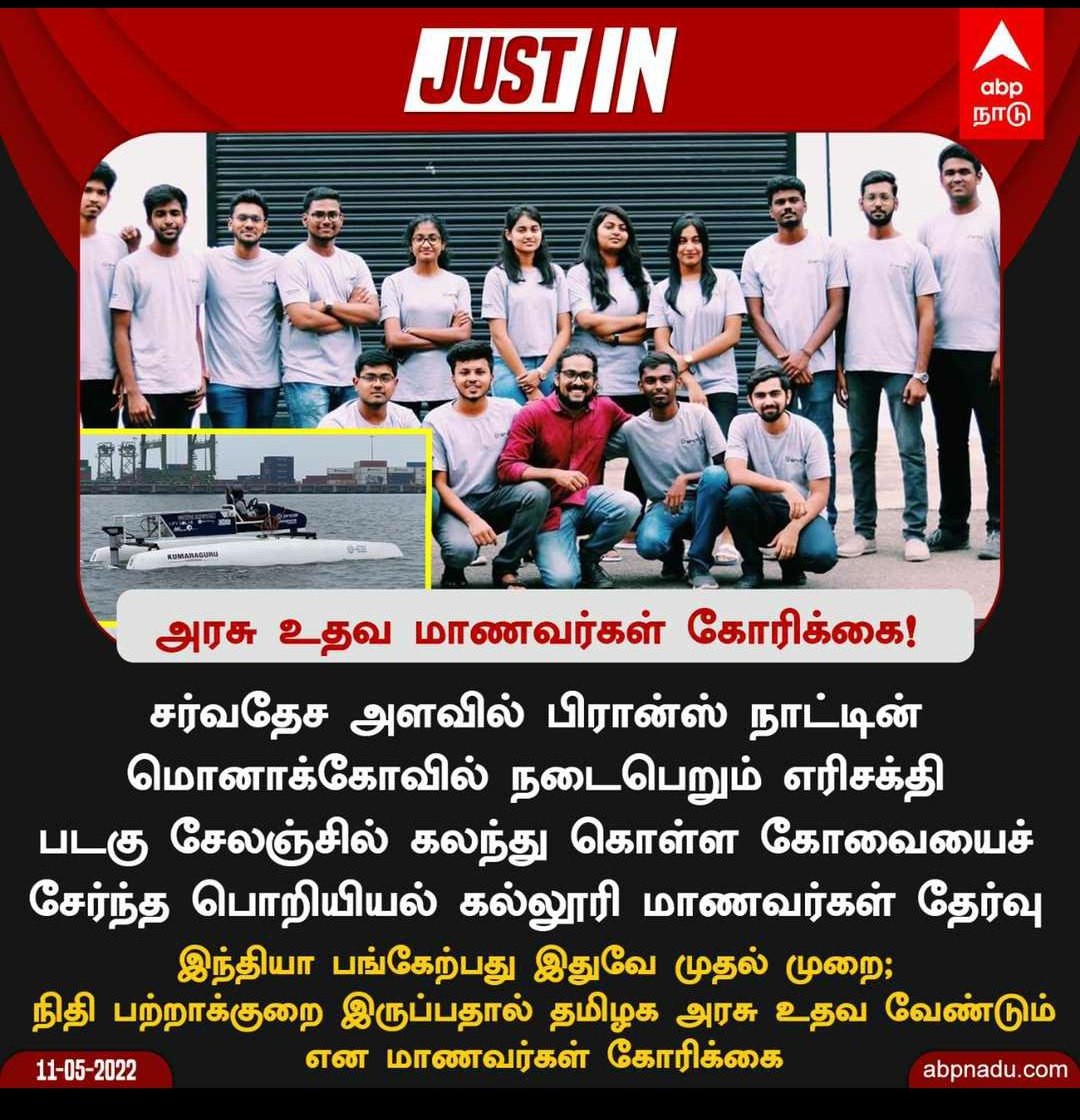 JUST IN
abp
நாடு
KUMARAGURU
அரசு உதவ மாணவர்கள் கோரிக்கை!
சர்வதேச அளவில் பிரான்ஸ் நாட்டின்
மொனாக்கோவில் நடைபெறும் எரிசக்தி
படகு சேலஞ்சில் கலந்து கொள்ள கோவையைச்
சேர்ந்த பொறியியல் கல்லூரி மாணவர்கள் தேர்வு
இந்தியா பங்கேற்பது இதுவே முதல் முறை;
நிதி பற்றாக்குறை இருப்பதால் தமிழக அரசு உதவ வேண்டும்
என மாணவர்கள் கோரிக்கை
11-05-2022
abpnadu.com